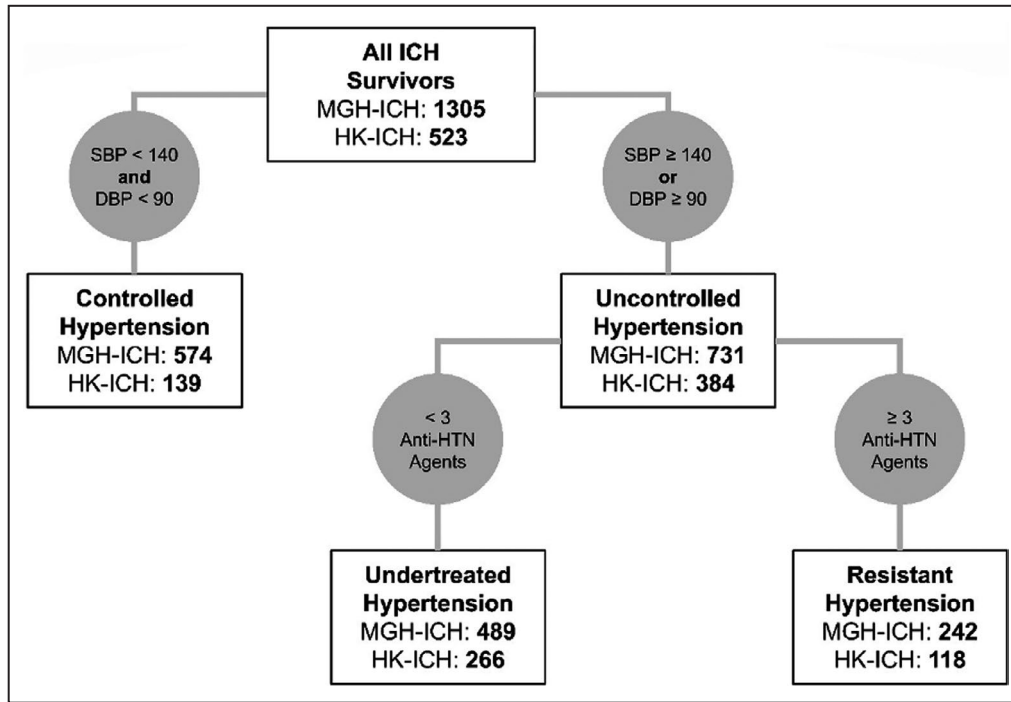 All ICH
Survivors
MGH-ICH: 1305
HK-ICH: 523
SBP < 140
and
DBP < 90
SBP ≥ 140
or
DBP ≥ 90
Controlled
Hypertension
MGH-ICH: 574
HK-ICH: 139
Uncontrolled
Hypertension
MGH-ICH: 731
HK-ICH: 384
< 3
Anti-HTN
Agents
≥ 3
Anti-HTN
Agents
Undertreated
Hypertension
MGH-ICH: 489
HK-ICH: 266
Resistant
Hypertension
MGH-ICH: 242
HK-ICH: 118